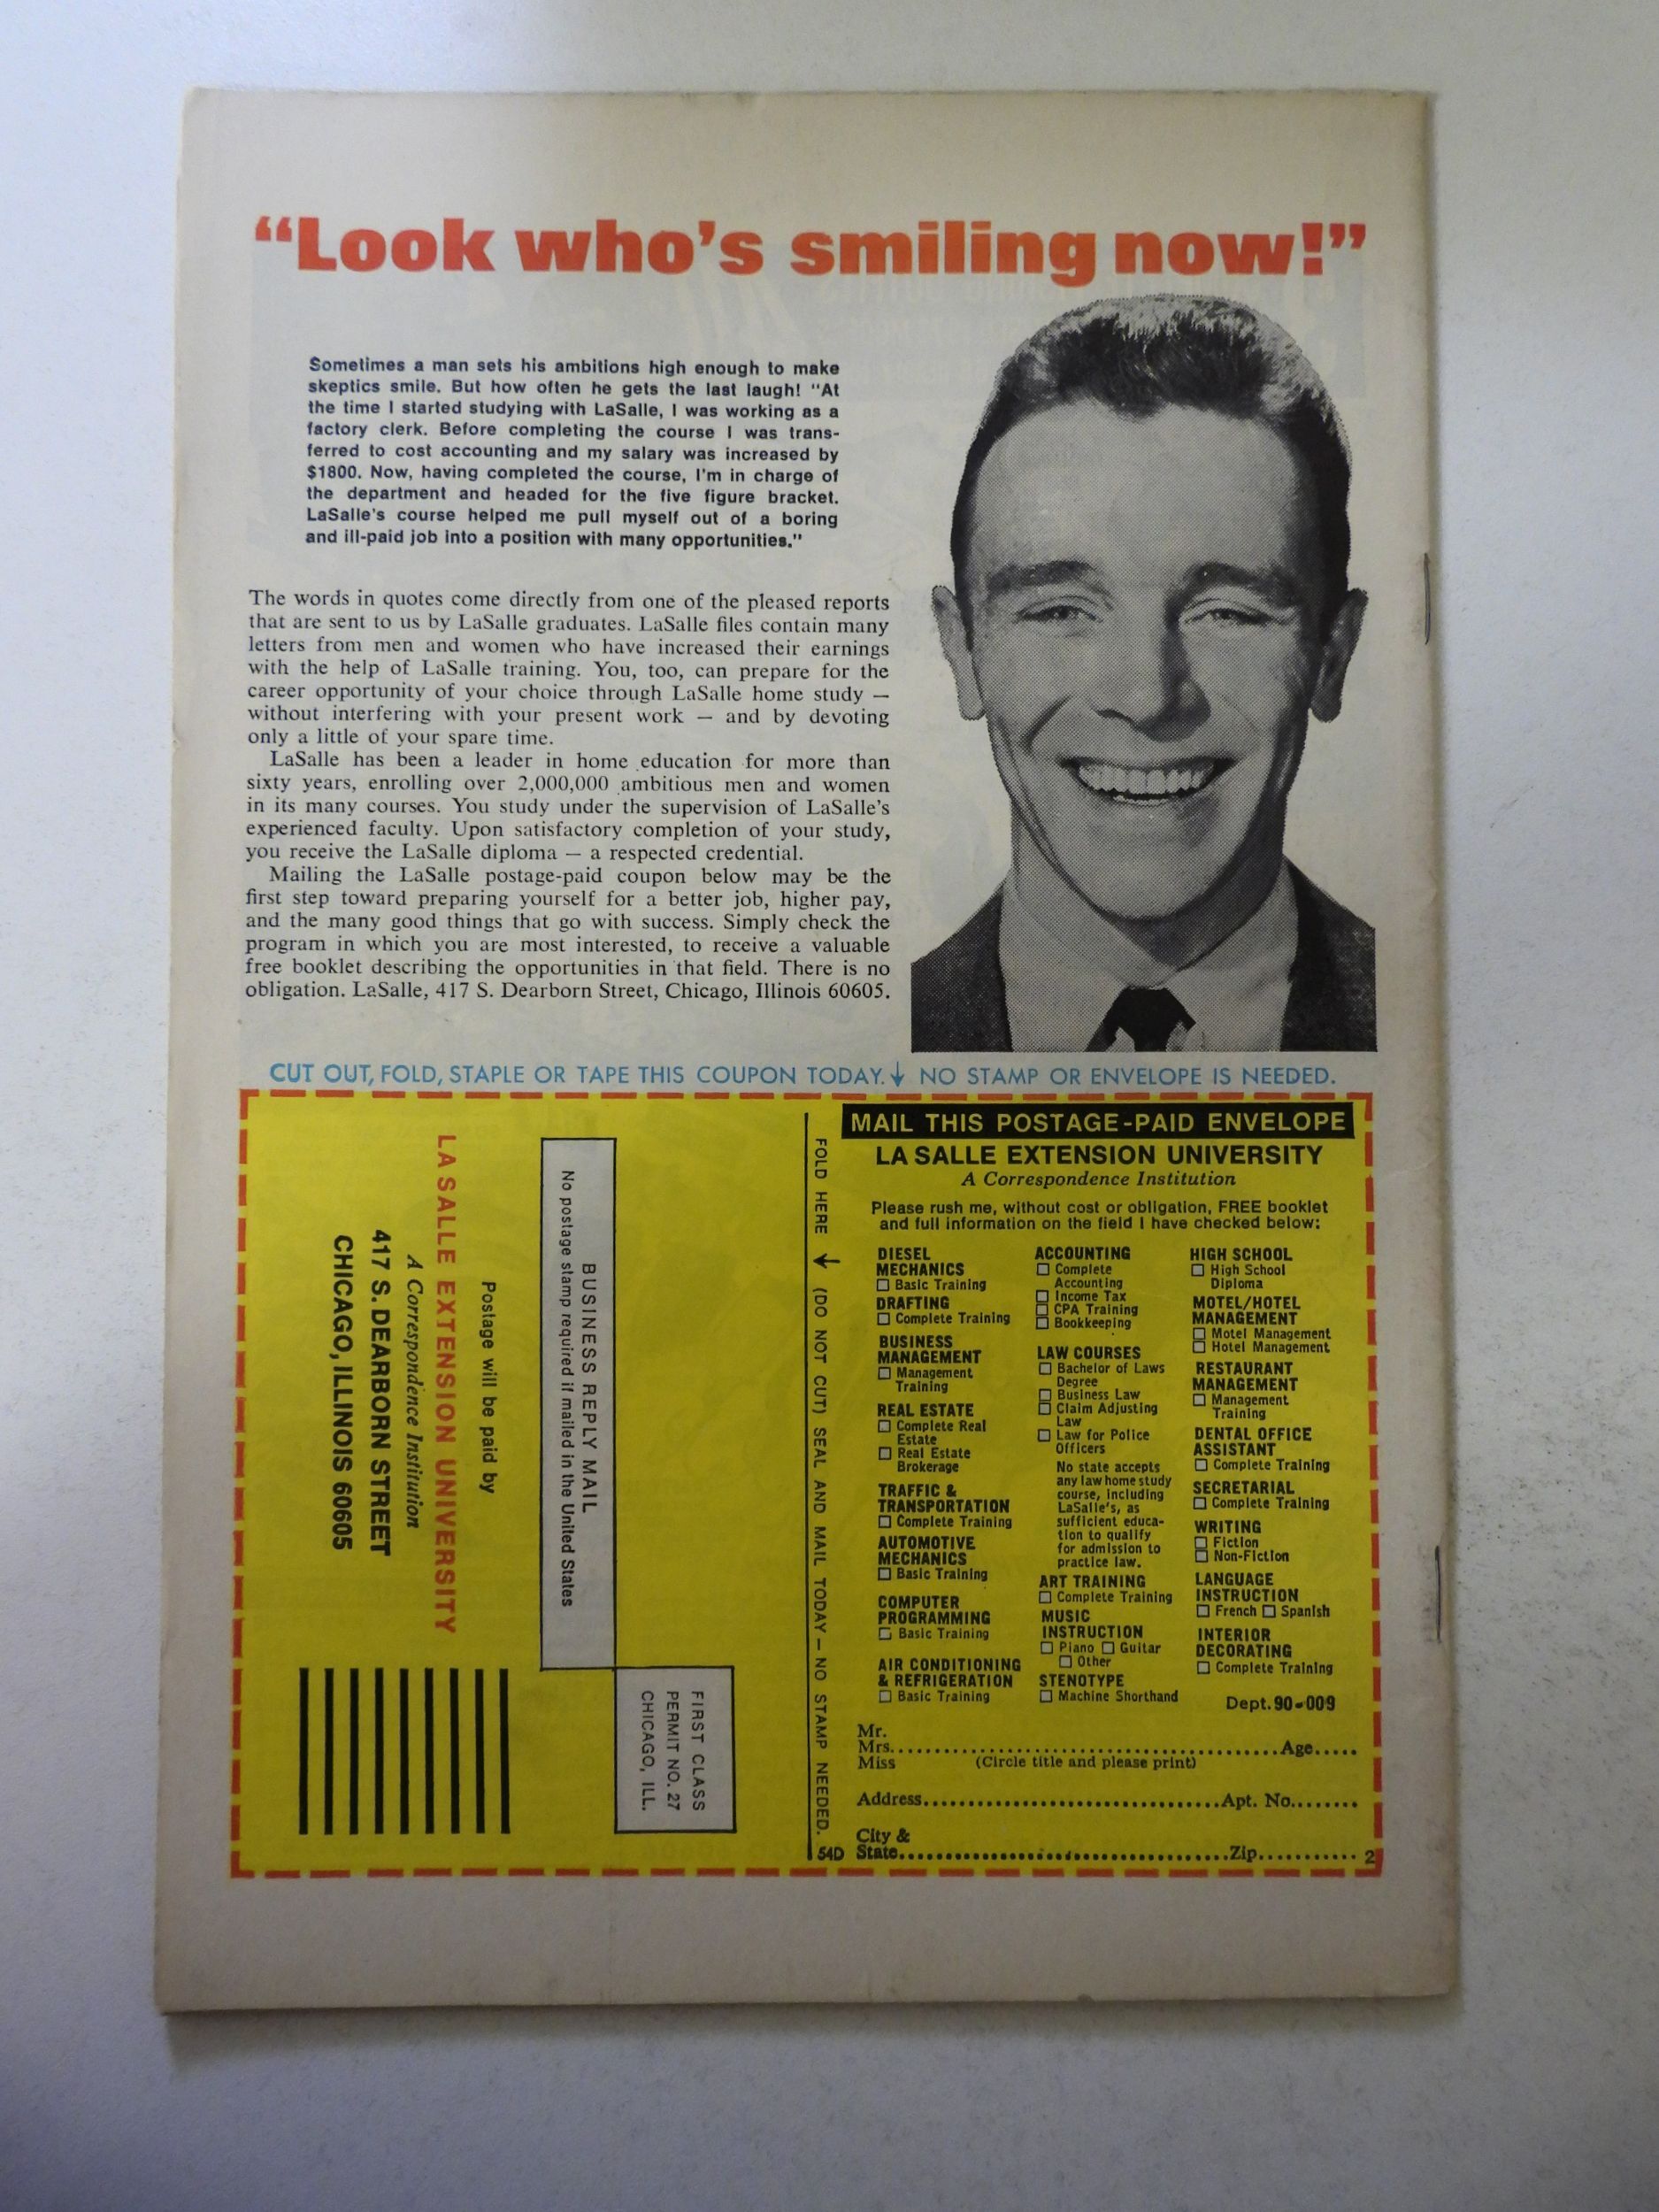 “Look who’s smiling now!”
Sometimes a man sets his ambitions high enough to make
skeptics smile. But how often he gets the last laugh! “At
the time I started studying with LaSalle, I was working as a
factory clerk. Before completing the course I was trans-
ferred to cost accounting and my salary was increased by
$1800. Now, having completed the course, I’m in charge of
the department and headed for the five figure bracket.
LaSalle’s course helped me pull myself out of a boring
and ill-paid job into a position with many opportunities.”
The words in quotes come directly from one of the pleased reports
that are sent to us by LaSalle graduates. LaSalle files contain many
letters from men and women who have increased their earnings
with the help of LaSalle training. You, too, can prepare for the
career opportunity of your choice through LaSalle home study —
without interfering with your present work — and by devoting
only a little of your spare time.
LaSalle has been a leader in home education for more than
sixty years, enrolling over 2,000,000 ambitious men and women
in its many courses. You study under the supervision of LaSalle’s
experienced faculty. Upon satisfactory completion of your study,
you receive the LaSalle diploma — a respected credential.
Mailing the LaSalle postage-paid coupon below may be the
first step toward preparing yourself for a better job, higher pay,
and the many good things that go with success. Simply check the
program in which you are most interested, to receive a valuable
free booklet describing the opportunities in that field. There is no
obligation. LaSalle, 417 S. Dearborn Street, Chicago, Illinois 60605.
CUT OUT, FOLD, STAPLE OR TAPE THIS COUPON TODAY.↓ NO STAMP OR ENVELOPE IS NEEDED.
FIRST CLASS
PERMIT NO. 27
CHICAGO, ILL.
BUSINESS REPLY MAIL
No postage stamp required if mailed in the United States
Postage will be paid by
LA SALLE EXTENSION UNIVERSITY
A Correspondence Institution
417 S. DEARBORN STREET
CHICAGO, ILLINOIS 60605
FOLD HERE → (DO NOT CUT) SEAL AND MAIL TODAY — NO STAMP NEEDED.
54D
MAIL THIS POSTAGE-PAID ENVELOPE
LA SALLE EXTENSION UNIVERSITY
A Correspondence Institution
Please rush me, without cost or obligation, FREE booklet
and full information on the field I have checked below:
DIESEL
MECHANICS
☐ Basic Training
DRAFTING
☐ Complete Training
BUSINESS
MANAGEMENT
☐ Management
Training
REAL ESTATE
☐ Complete Real
Estate
☐ Real Estate
Brokerage
TRAFFIC &
TRANSPORTATION
☐ Complete Training
AUTOMOTIVE
MECHANICS
☐ Basic Training
COMPUTER
PROGRAMMING
☐ Basic Training
AIR CONDITIONING
& REFRIGERATION
☐ Basic Training
ACCOUNTING
☐ Complete
Accounting
☐ Income Tax
☐ CPA Training
☐ Bookkeeping
LAW COURSES
☐ Bachelor of Laws
Degree
☐ Business Law
☐ Claim Adjusting
Law
☐ Law for Police
Officers
No state accepts
any law home study
course, including
LaSalle’s, as
sufficient educa-
tion to qualify
for admission to
practice law.
ART TRAINING
☐ Complete Training
MUSIC
INSTRUCTION
☐ Piano ☐ Guitar
☐ Other
STENOTYPE
☐ Machine Shorthand
HIGH SCHOOL
☐ High School
Diploma
MOTEL/HOTEL
MANAGEMENT
☐ Motel Management
☐ Hotel Management
RESTAURANT
MANAGEMENT
☐ Management
Training
DENTAL OFFICE
ASSISTANT
☐ Complete Training
SECRETARIAL
☐ Complete Training
WRITING
☐ Fiction
☐ Non-Fiction
LANGUAGE
INSTRUCTION
☐ French ☐ Spanish
INTERIOR
DECORATING
☐ Complete Training
Dept. 90-009
Mr.
Mrs. Age
Miss (Circle title and please print)
Address Apt. No.
City &
State Zip 2